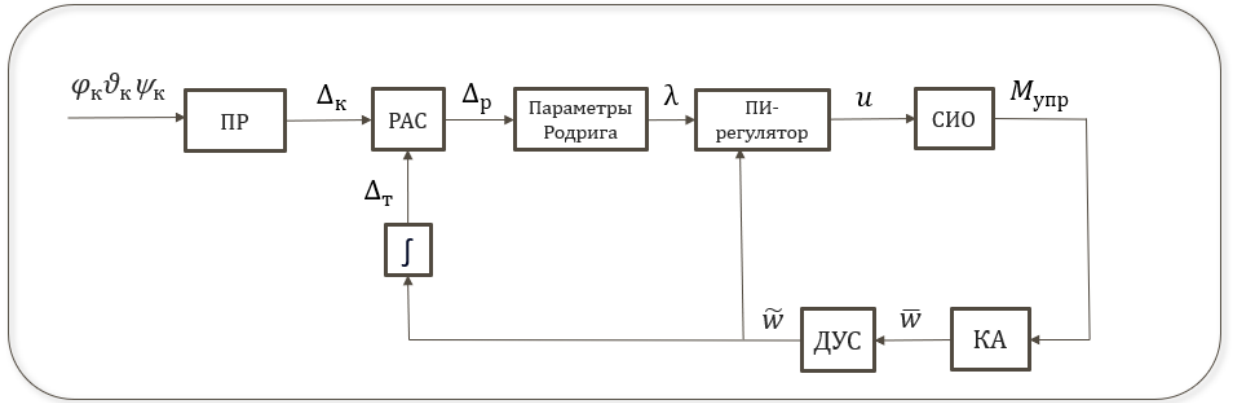 φкϑкψк
ПР
Δк
РАС
Δр
Параметры
Родрига
λ
ПИ-
регулятор
u
СИО
Mупр
Δт
∫
w̃
ДУС
w̅
КА